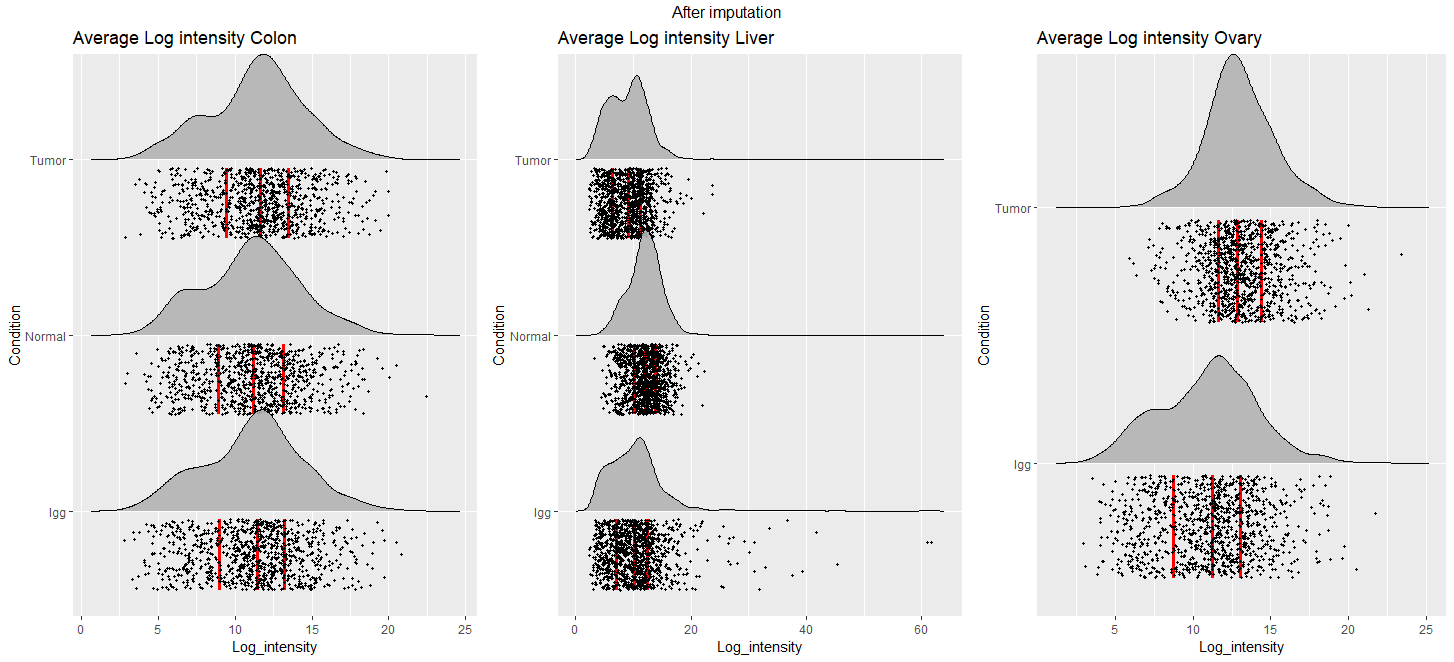 After imputation
Average Log intensity Colon
Condition
Tumor
Normal
Igg
0 5 10 15 20 25
Log_intensity
Average Log intensity Liver
Condition
Tumor
Normal
Igg
0 20 40 60
Log_intensity
Average Log intensity Ovary
Condition
Tumor
Igg
5 10 15 20 25
Log_intensity